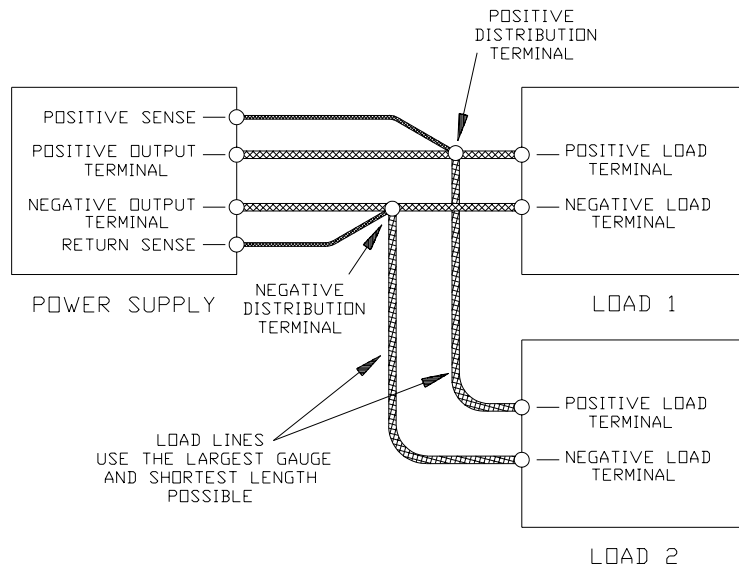 POSITIVE
DISTRIBUTION
TERMINAL
POSITIVE SENSE
POSITIVE OUTPUT
TERMINAL
NEGATIVE OUTPUT
TERMINAL
RETURN SENSE
POWER SUPPLY
NEGATIVE
DISTRIBUTION
TERMINAL
POSITIVE LOAD
TERMINAL
NEGATIVE LOAD
TERMINAL
LOAD 1
LOAD LINES
USE THE LARGEST GAUGE
AND SHORTEST LENGTH
POSSIBLE
POSITIVE LOAD
TERMINAL
NEGATIVE LOAD
TERMINAL
LOAD 2